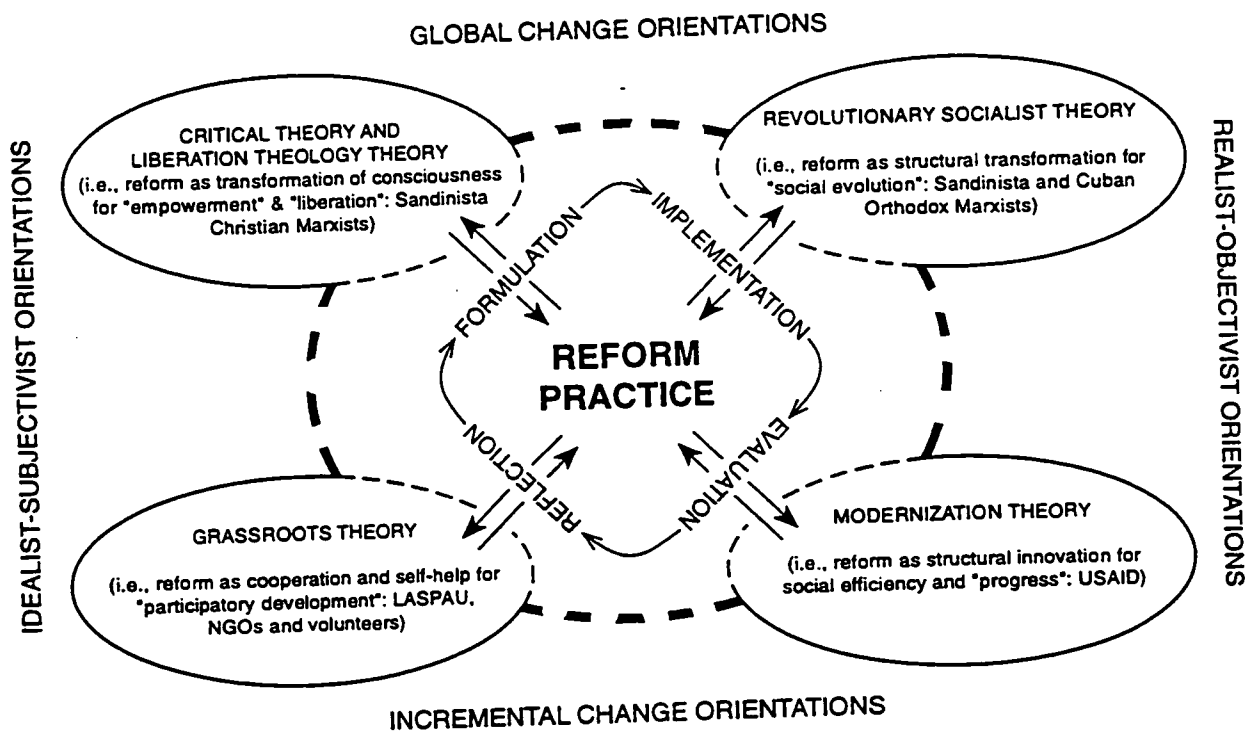 GLOBAL CHANGE ORIENTATIONS
CRITICAL THEORY AND
LIBERATION THEOLOGY THEORY
(i.e., reform as transformation of consciousness
for "empowerment" & "liberation": Sandinista
Christian Marxists)
REVOLUTIONARY SOCIALIST THEORY
(i.e., reform as structural transformation for
"social evolution": Sandinista and Cuban
Orthodox Marxists)
IDEALIST-SUBJECTIVIST ORIENTATIONS
REALIST-OBJECTIVIST ORIENTATIONS
FORMULATION
IMPLEMENTATION
REFORM
PRACTICE
REFLECTION
EVALUATION
GRASSROOTS THEORY
(i.e., reform as cooperation and self-help for
"participatory development": LASPAU,
NGOs and volunteers)
MODERNIZATION THEORY
(i.e., reform as structural innovation for
social efficiency and "progress": USAID)
INCREMENTAL CHANGE ORIENTATIONS